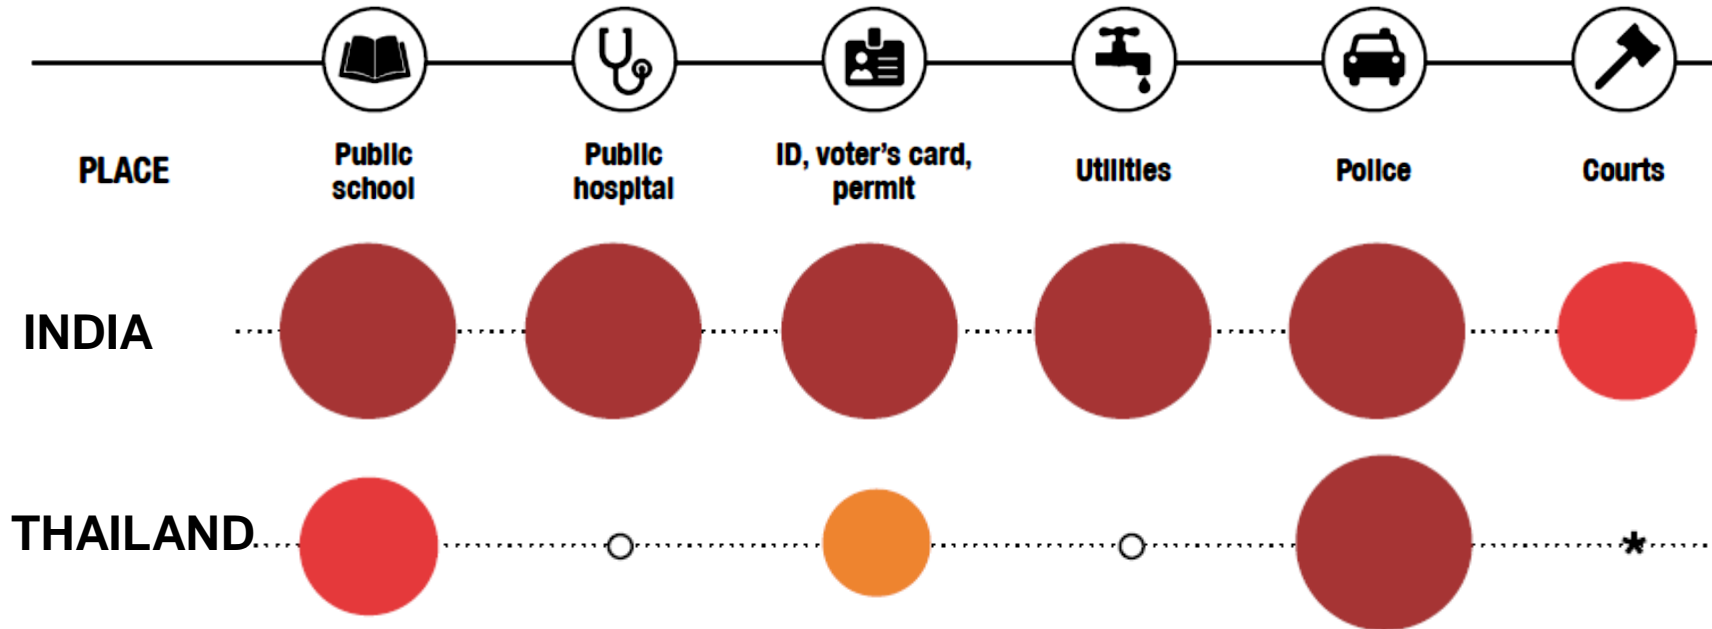 PLACE
Public
school
Public
hospital
ID, voter's card,
permit
Utilities
Police
Courts
INDIA
THAILAND
*